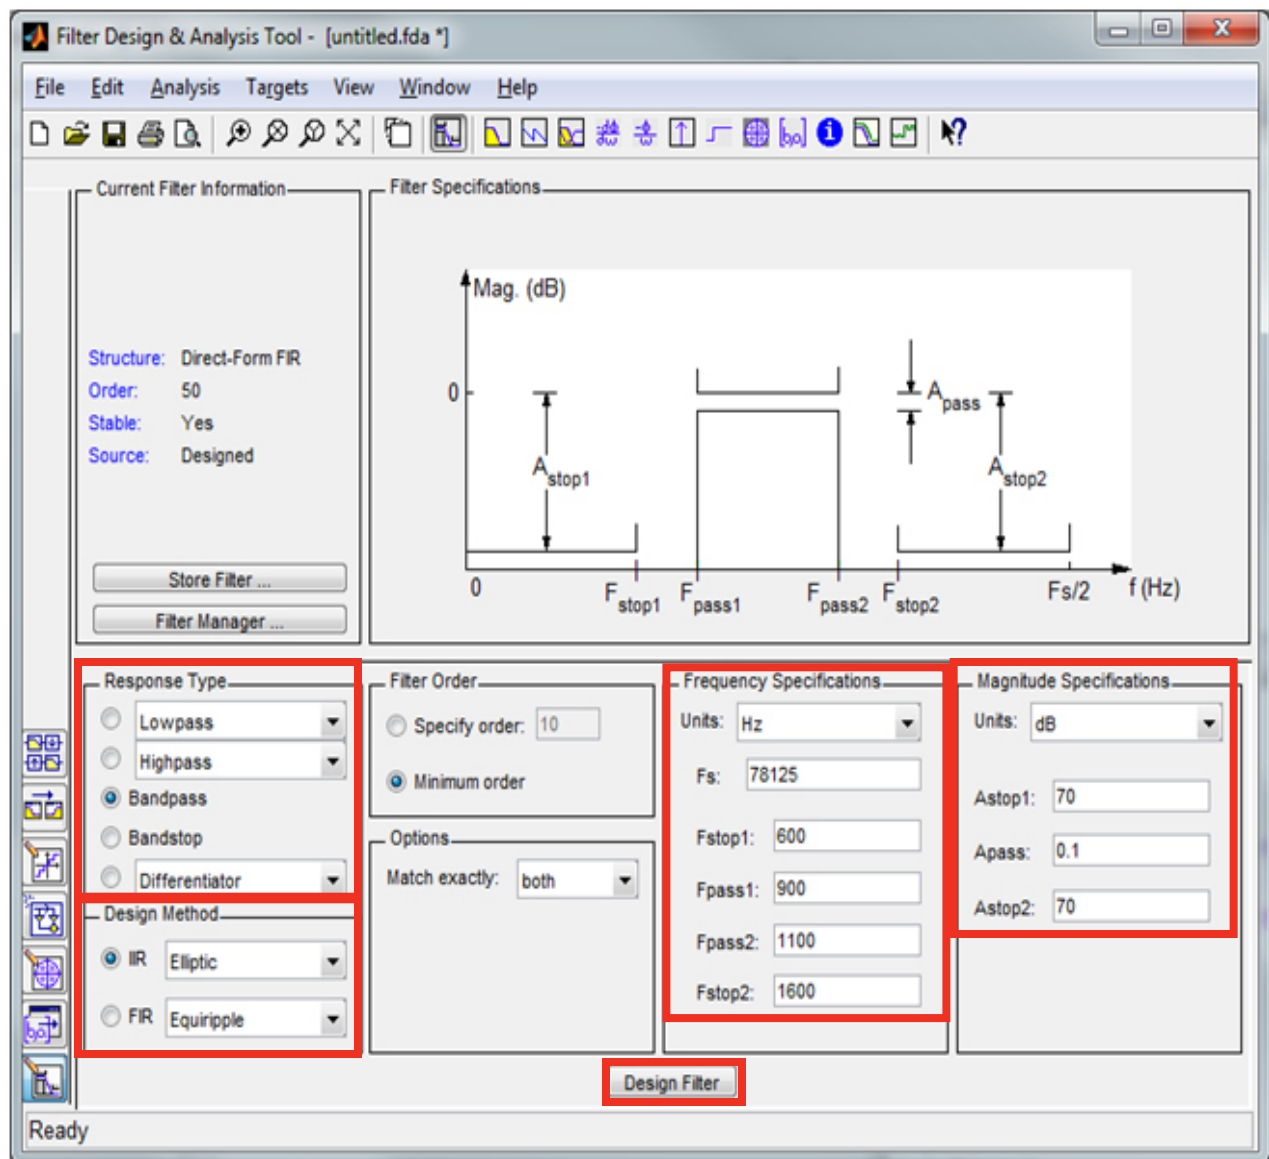 Filter Design & Analysis Tool - [untitled.fda *]
File Edit Analysis Targets View Window Help
Current Filter Information
Structure: Direct-Form FIR
Order: 50
Stable: Yes
Source: Designed
Store Filter ...
Filter Manager ...
Filter Specifications
Mag. (dB)
0
Astop1
Apass
Astop2
0 Fstop1 Fpass1 Fpass2 Fstop2 Fs/2 f (Hz)
Response Type
Lowpass
Highpass
Bandpass
Bandstop
Differentiator
Design Method
IIR Elliptic
FIR Equiripple
Filter Order
Specify order: 10
Minimum order
Options
Match exactly: both
Frequency Specifications
Units: Hz
Fs: 78125
Fstop1: 600
Fpass1: 900
Fpass2: 1100
Fstop2: 1600
Magnitude Specifications
Units: dB
Astop1: 70
Apass: 0.1
Astop2: 70
Design Filter
Ready